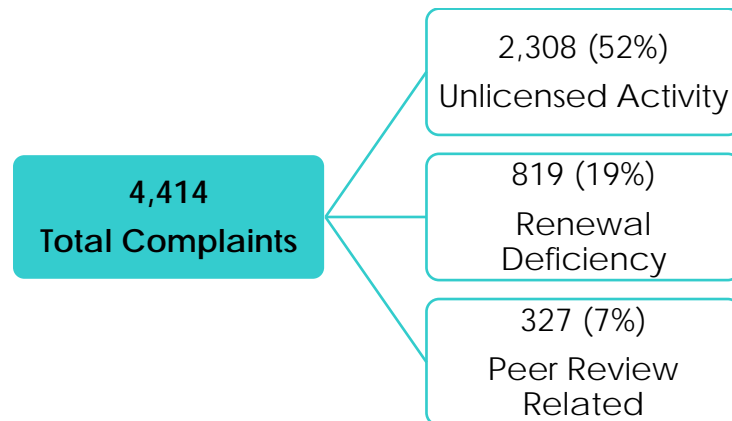 4,414
Total Complaints
2,308 (52%)
Unlicensed Activity
819 (19%)
Renewal
Deficiency
327 (7%)
Peer Review
Related